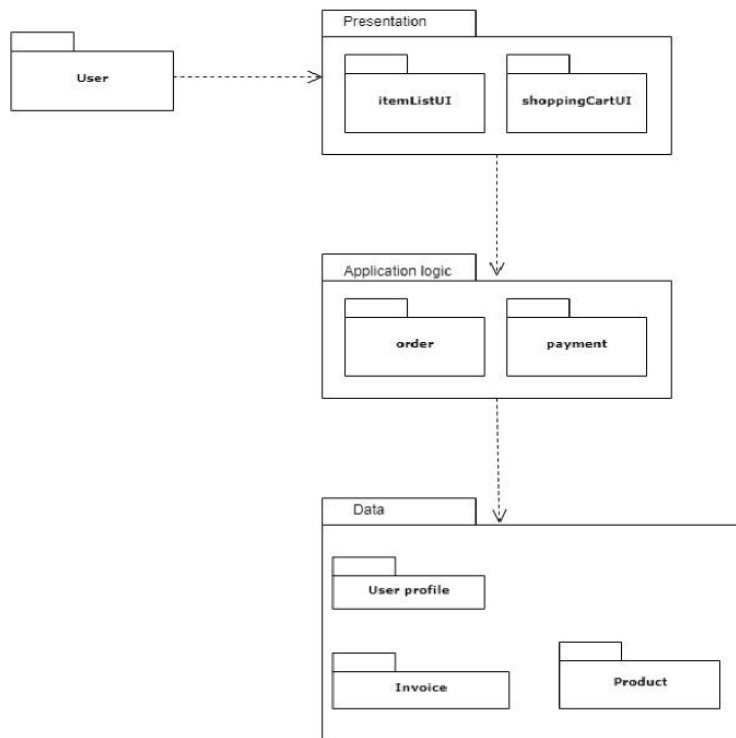 Presentation
User
itemListUI
shoppingCartUI
Application logic
order
payment
Data
User profile
Invoice
Product